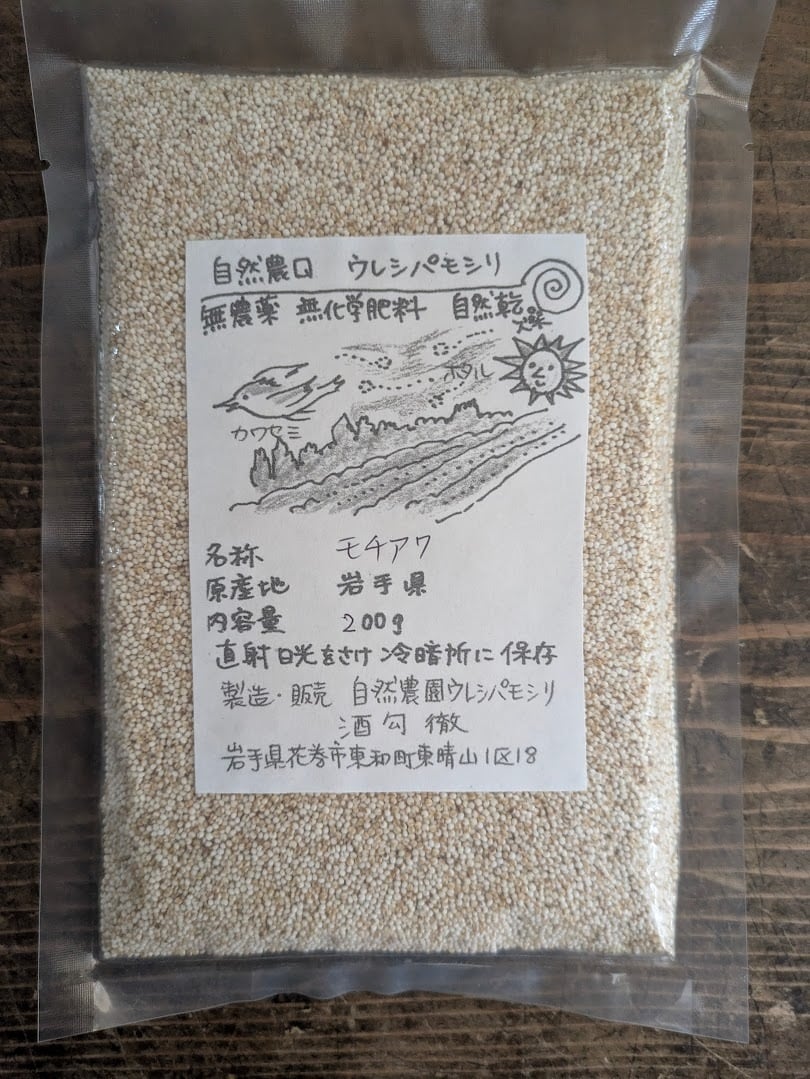 自然農囗 ウレシパモシリ
無農薬 無化学肥料 自然乾燥
ホタル
カワセミ
名称 モチアワ
原産地 岩手県
内容量 200g
直射日光をさけ冷暗所に保存
製造・販売 自然農園ウレシパモシリ
酒匂 徹
岩手県花巻市東和町東晴山1区18